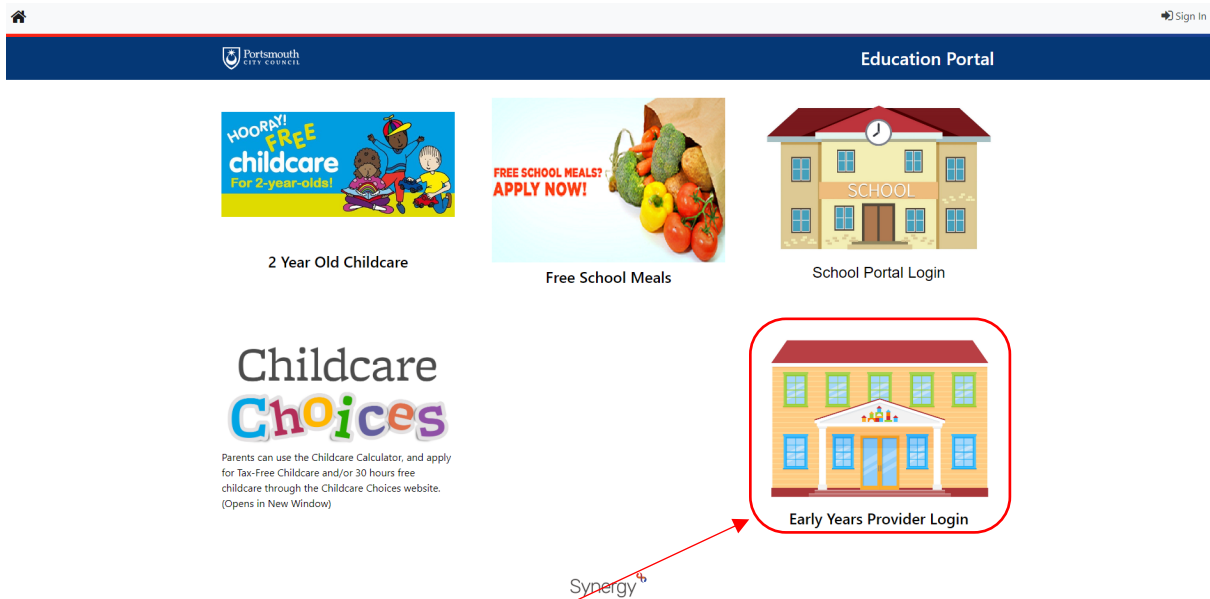 Sign In
Portsmouth
CITY COUNCIL
Education Portal
HOORAY!
FREE
childcare
For 2-year-olds!
2 Year Old Childcare
FREE SCHOOL MEALS?
APPLY NOW!
Free School Meals
SCHOOL
School Portal Login
Childcare
Choices
Parents can use the Childcare Calculator, and apply
for Tax-Free Childcare and/or 30 hours free
childcare through the Childcare Choices website.
(Opens in New Window)
Early Years Provider Login
Synergy